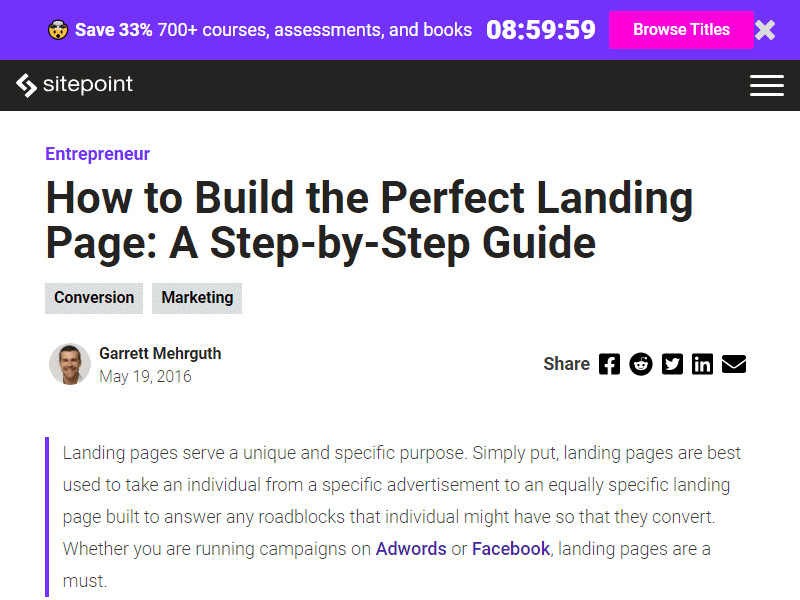 Save 33% 700+ courses, assessments, and books 08:59:59 Browse Titles
sitepoint
Entrepreneur
How to Build the Perfect Landing
Page: A Step-by-Step Guide
Conversion Marketing
Garrett Mehrguth
May 19, 2016
Share
Landing pages serve a unique and specific purpose. Simply put, landing pages are best
used to take an individual from a specific advertisement to an equally specific landing
page built to answer any roadblocks that individual might have so that they convert.
Whether you are running campaigns on Adwords or Facebook, landing pages are a
must.